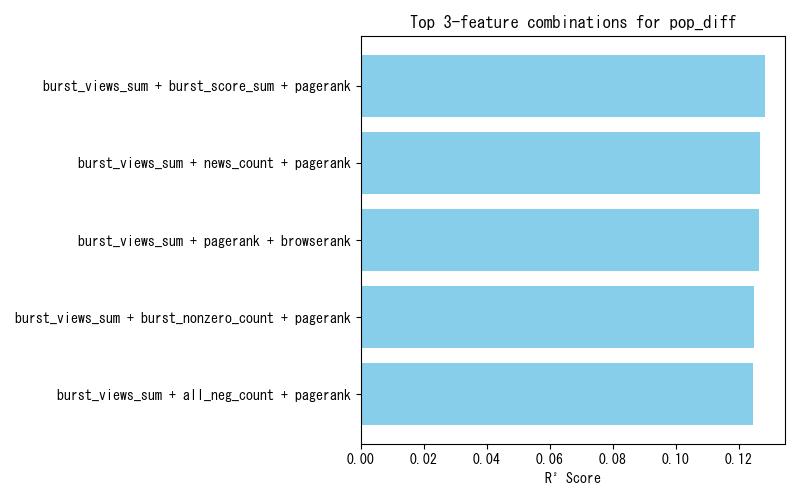 Top 3-feature combinations for pop_diff
burst_views_sum + burst_score_sum + pagerank
burst_views_sum + news_count + pagerank
burst_views_sum + pagerank + browserank
burst_views_sum + burst_nonzero_count + pagerank
burst_views_sum + all_neg_count + pagerank
0.00 0.02 0.04 0.06 0.08 0.10 0.12
R² Score